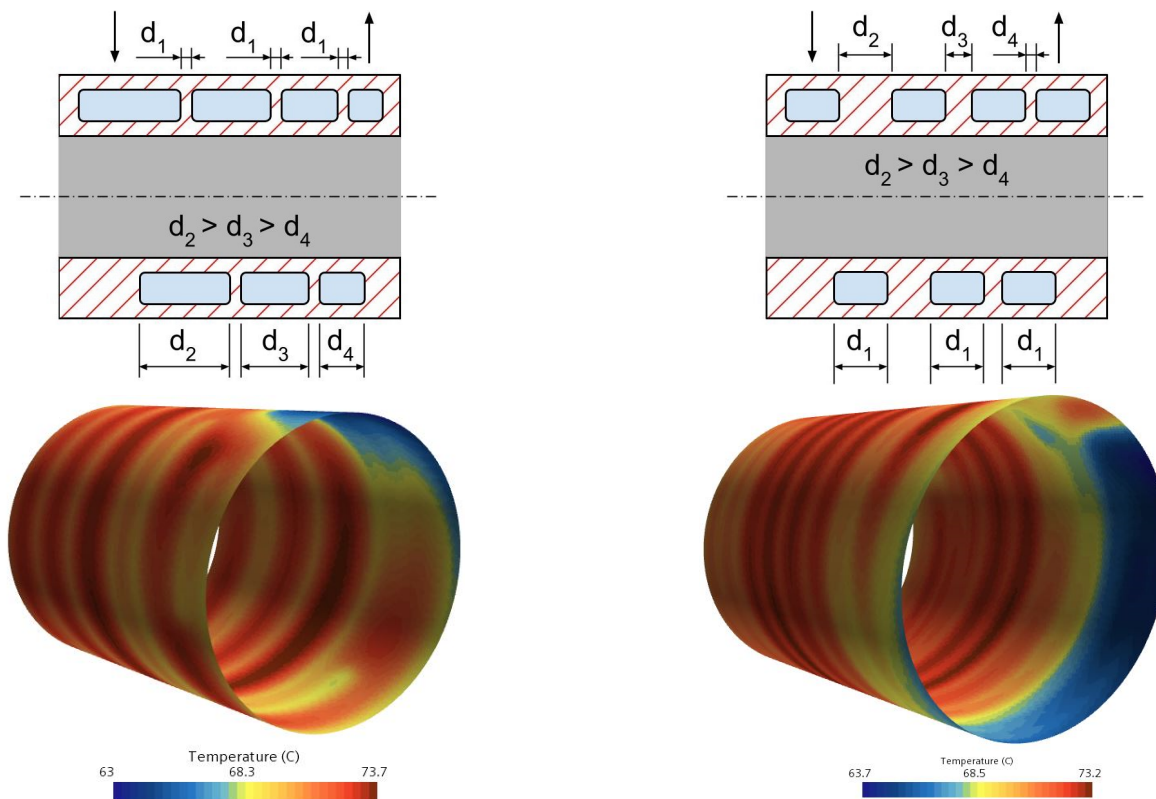 d₁ d₁ d₁
d₂ > d₃ > d₄
d₂ d₃ d₄
Temperature (C)
63 68.3 73.7
d₂ d₃ d₄
d₂ > d₃ > d₄
d₁ d₁ d₁
Temperature (C)
63.7 68.5 73.2